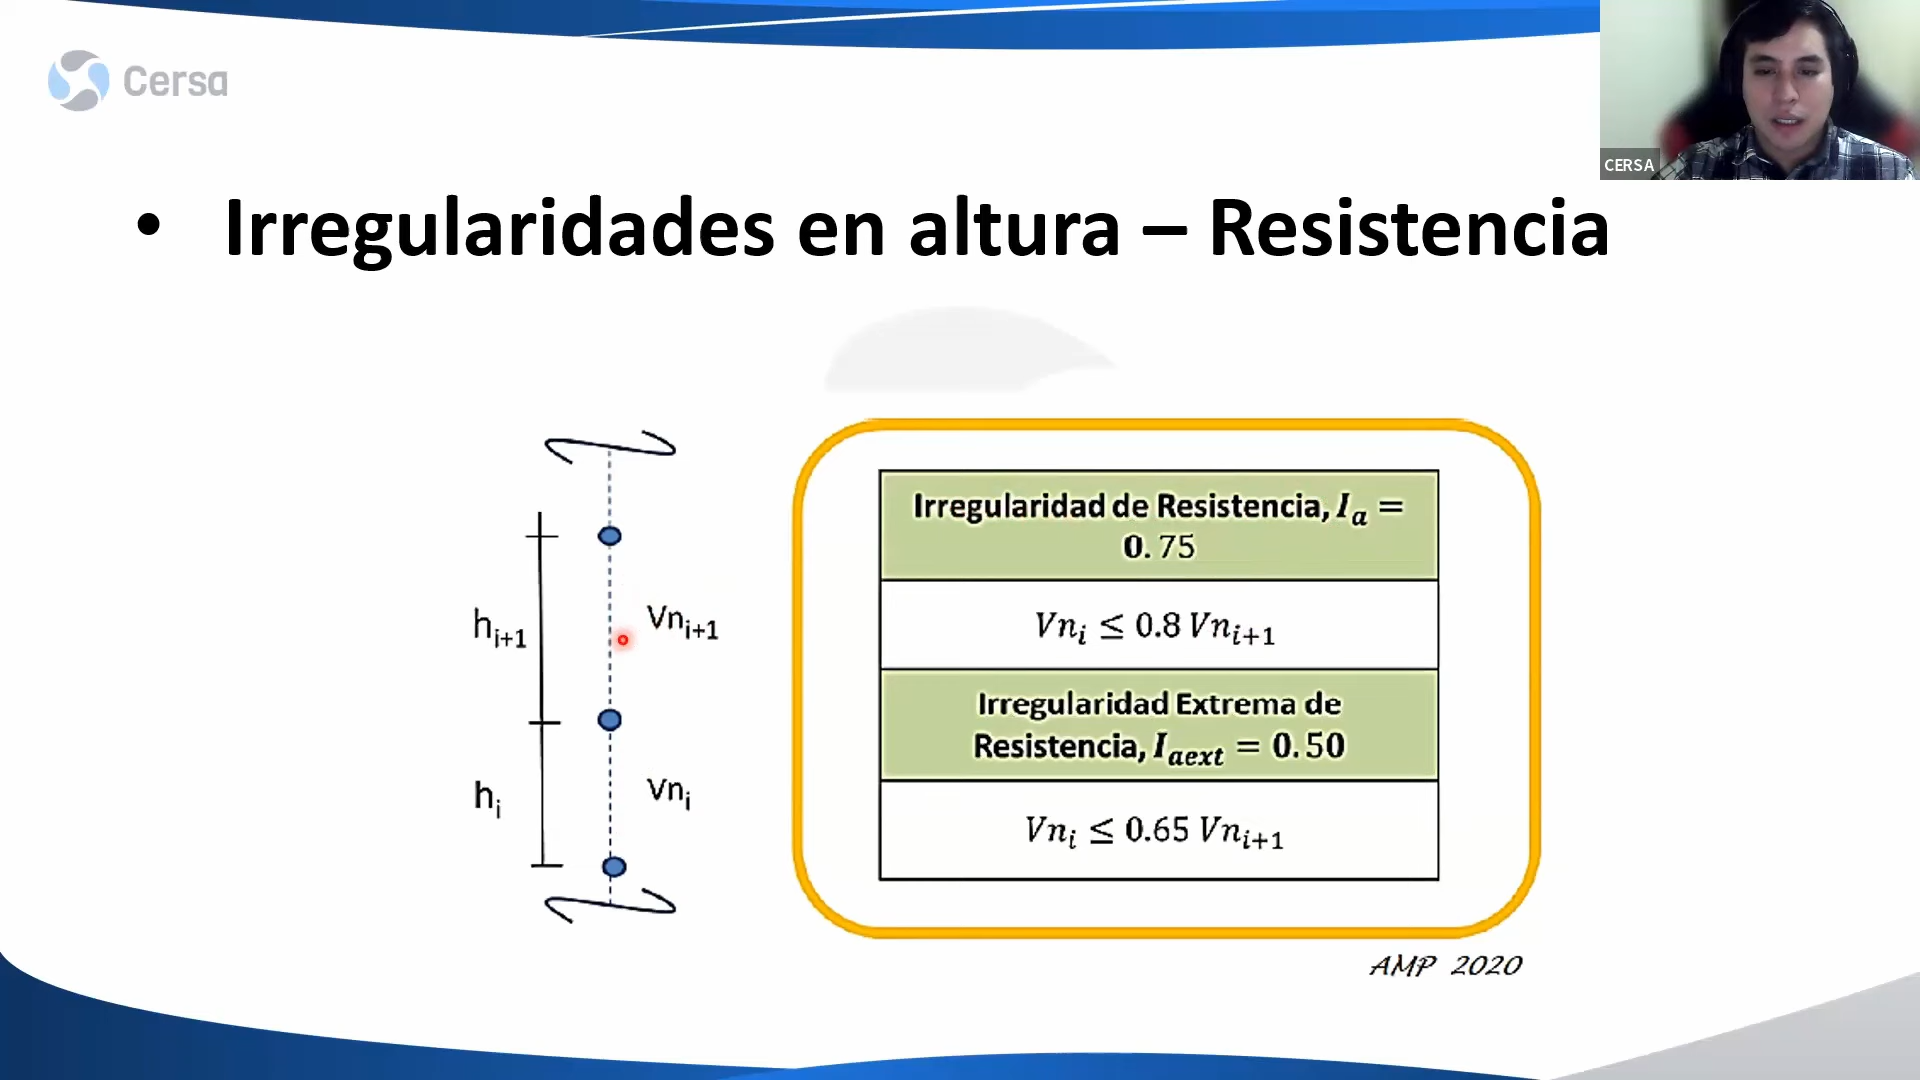 Cersa
CERSA
• Irregularidades en altura – Resistencia
h_{i+1}
Vn_{i+1}
h_i
Vn_i
Irregularidad de Resistencia, I_a =
0.75
Vn_i ≤ 0.8 Vn_{i+1}
Irregularidad Extrema de
Resistencia, I_{aext} = 0.50
Vn_i ≤ 0.65 Vn_{i+1}
AMP 2020